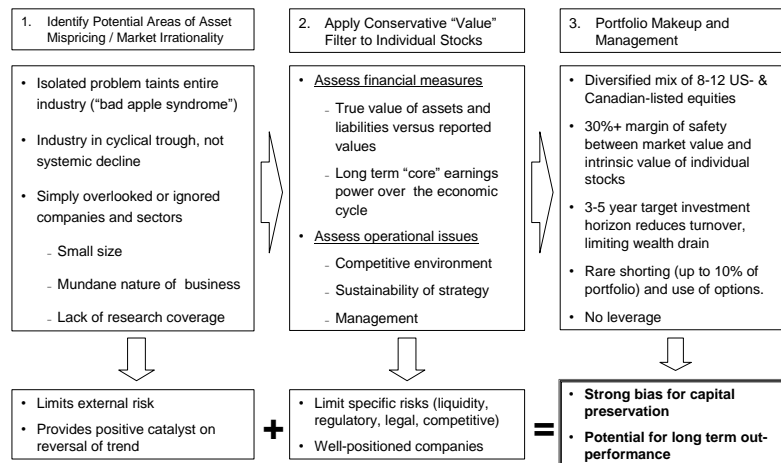 1. Identify Potential Areas of Asset
Mispricing / Market Irrationality
• Isolated problem taints entire
industry (“bad apple syndrome”)
• Industry in cyclical trough, not
systemic decline
• Simply overlooked or ignored
companies and sectors
- Small size
- Mundane nature of business
- Lack of research coverage
• Limits external risk
• Provides positive catalyst on
reversal of trend
+
2. Apply Conservative “Value”
Filter to Individual Stocks
• Assess financial measures
- True value of assets and
liabilities versus reported
values
- Long term “core” earnings
power over the economic
cycle
• Assess operational issues
- Competitive environment
- Sustainability of strategy
- Management
• Limit specific risks (liquidity,
regulatory, legal, competitive)
• Well-positioned companies
=
3. Portfolio Makeup and
Management
• Diversified mix of 8-12 US- &
Canadian-listed equities
• 30%+ margin of safety
between market value and
intrinsic value of individual
stocks
• 3-5 year target investment
horizon reduces turnover,
limiting wealth drain
• Rare shorting (up to 10% of
portfolio) and use of options.
• No leverage
• Strong bias for capital
preservation
• Potential for long term out-
performance